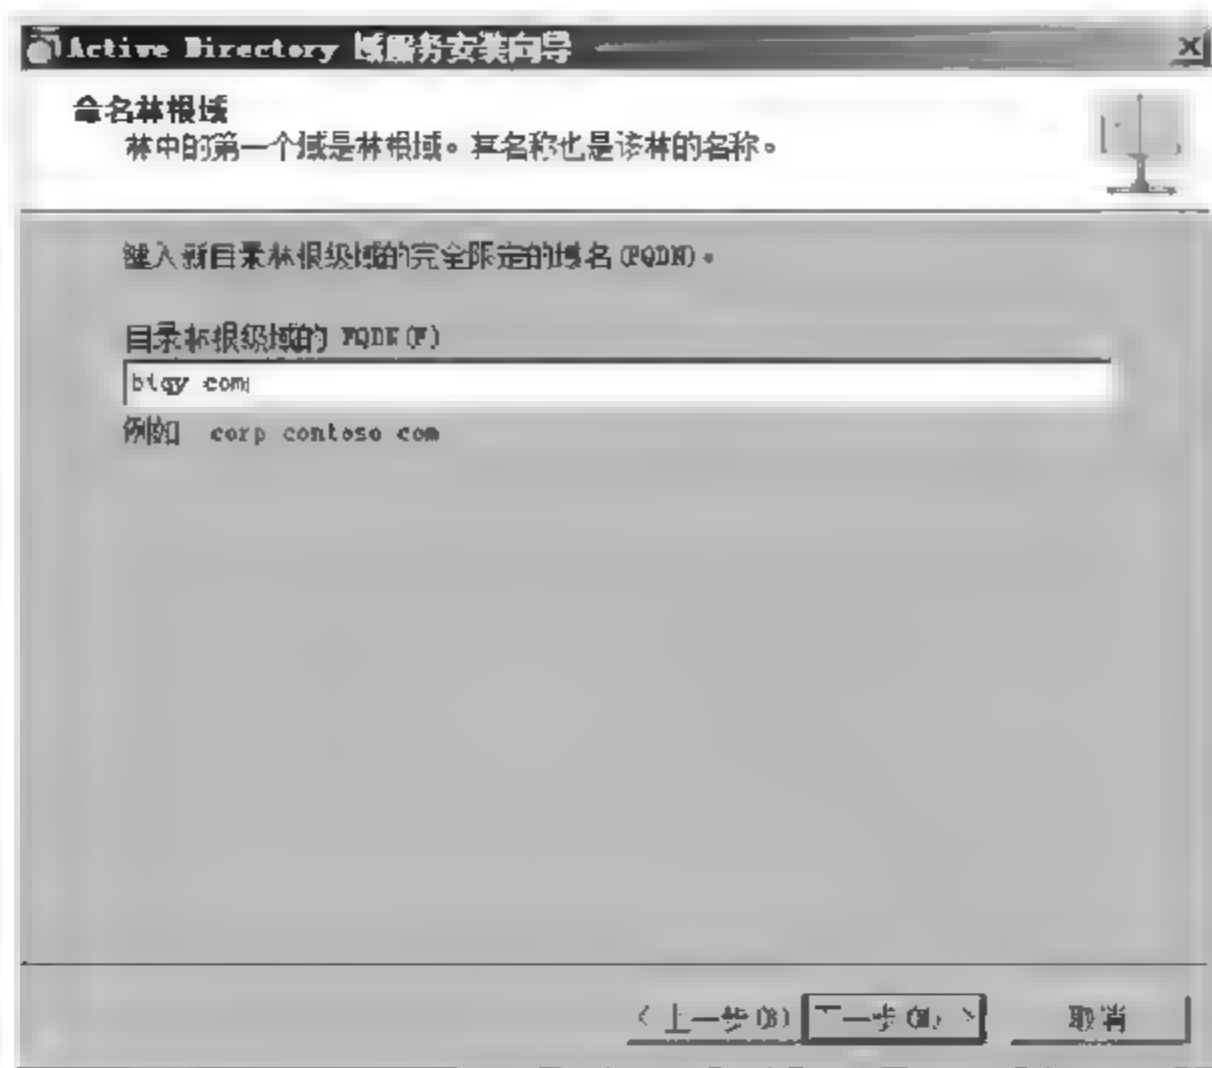 Active Directory 域服务安装向导
命名林根域
林中的第一个域是林根域。其名称也是该林的名称。
键入新目录林根级域的完全限定的域名(FQDN)。
目录林根级域的 FQDN(F)
btqy com
例如 corp contoso com
< 上一步(B) 下一步(N) > 取消